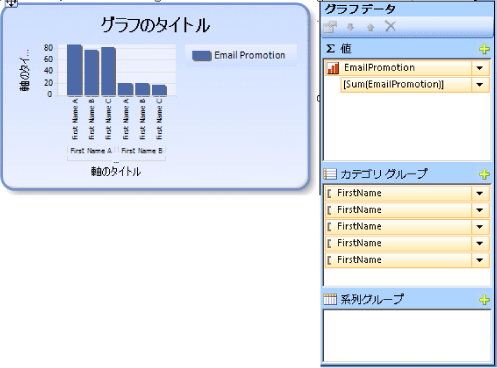 グラフのタイトル
Email Promotion
軸のタイ...
80
60
40
20
0
First Name A
First Name B
First Name C
First Name A
First Name B
First Name C
First Name A
First Name B
軸のタイトル
グラフ データ
Σ 値
EmailPromotion
[Sum(EmailPromotion)]
カテゴリ グループ
FirstName
FirstName
FirstName
FirstName
FirstName
系列グループ